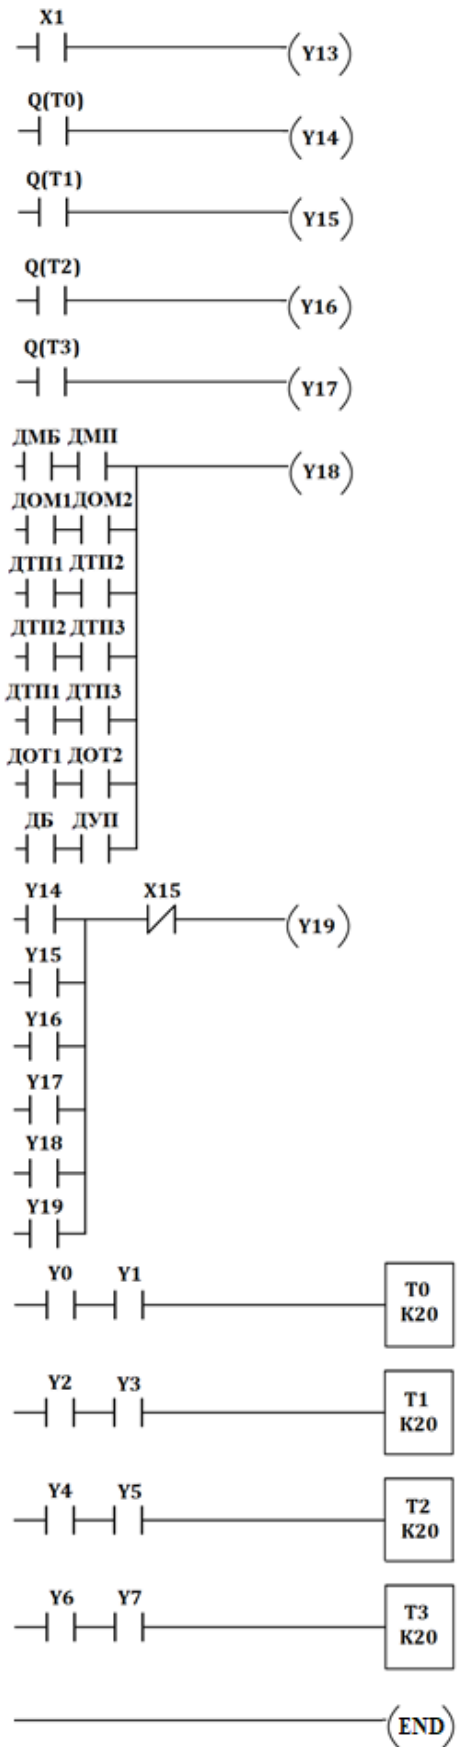 X1
Y13
Q(T0)
Y14
Q(T1)
Y15
Q(T2)
Y16
Q(T3)
Y17
ДМБ ДМП
Y18
ДОМ1 ДОМ2
ДТП1 ДТП2
ДТП2 ДТП3
ДТП1 ДТП3
ДОТ1 ДОТ2
ДБ ДУП
Y14 X15
Y19
Y15
Y16
Y17
Y18
Y19
Y0 Y1
T0
K20
Y2 Y3
T1
K20
Y4 Y5
T2
K20
Y6 Y7
T3
K20
END